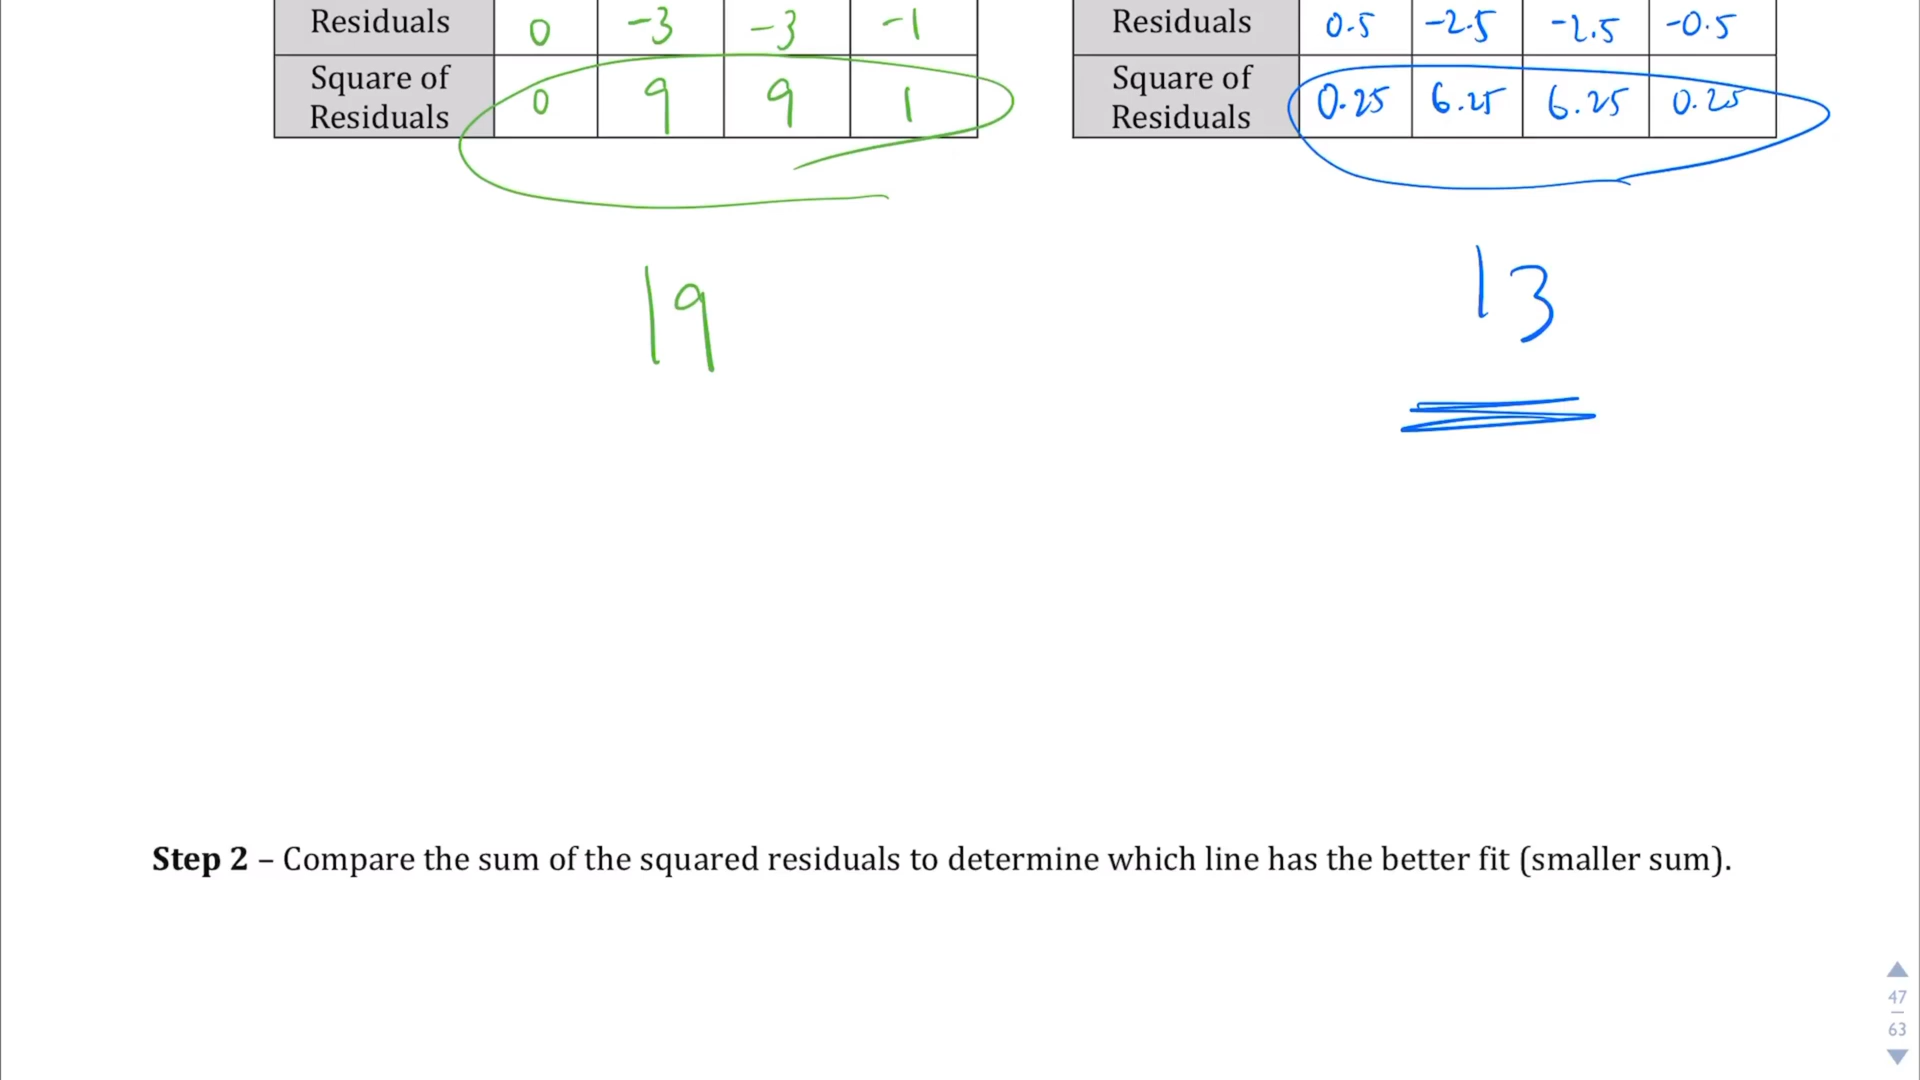 Residuals 0 -3 -3 -1
Square of Residuals 0 9 9 1
19
Residuals 0.5 -2.5 -2.5 -0.5
Square of Residuals 0.25 6.25 6.25 0.25
13
Step 2 – Compare the sum of the squared residuals to determine which line has the better fit (smaller sum).
47
63